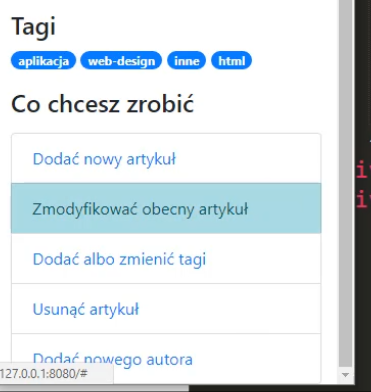 Tagi
aplikacja web-design inne html
Co chcesz zrobić
Dodać nowy artykuł
Zmodyfikować obecny artykuł
Dodać albo zmienić tagi
Usunąć artykuł
Dodać nowego autora
127.0.0.1:8080/#